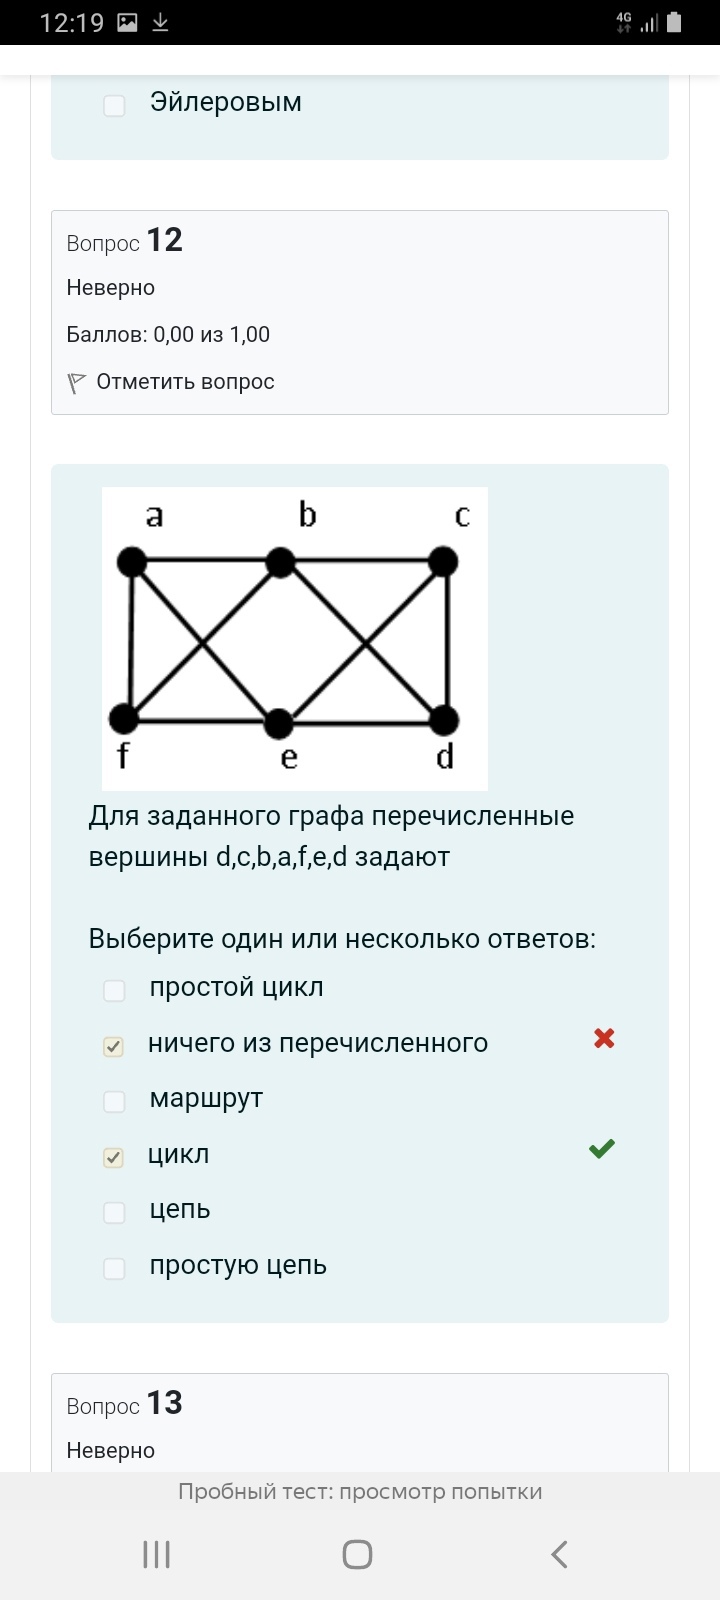 12:19
4G
Эйлеровым
Вопрос 12
Неверно
Баллов: 0,00 из 1,00
Отметить вопрос
a b c
f e d
Для заданного графа перечисленные
вершины d,c,b,a,f,e,d задают
Выберите один или несколько ответов:
простой цикл
ничего из перечисленного
маршрут
цикл
цепь
простую цепь
Вопрос 13
Неверно
Пробный тест: просмотр попытки